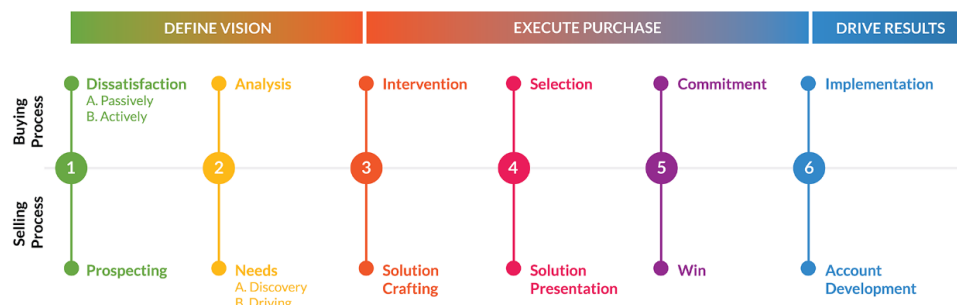 DEFINE VISION
EXECUTE PURCHASE
DRIVE RESULTS
Buying
Process
Dissatisfaction
A. Passively
B. Actively
Analysis
Intervention
Selection
Commitment
Implementation
1
2
3
4
5
6
Selling
Process
Prospecting
Needs
A. Discovery
B. Driving
Solution
Crafting
Solution
Presentation
Win
Account
Development